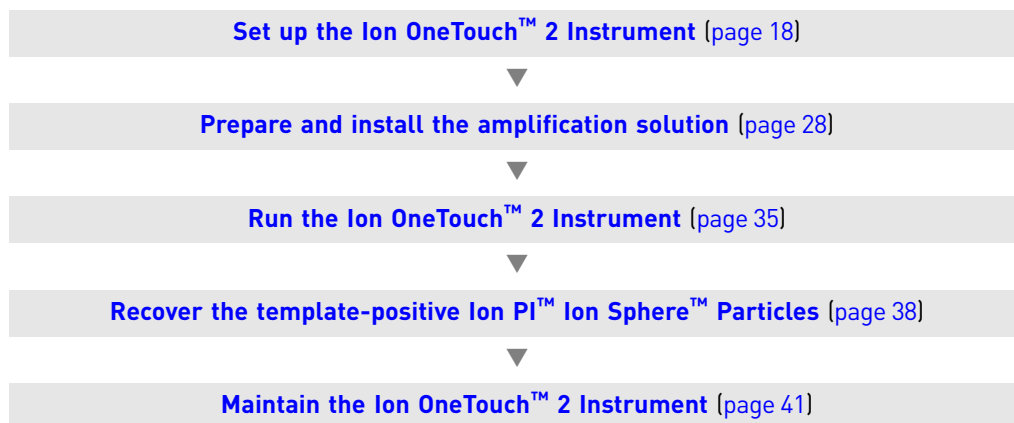 Set up the Ion OneTouch™ 2 Instrument (page 18)
Prepare and install the amplification solution (page 28)
Run the Ion OneTouch™ 2 Instrument (page 35)
Recover the template-positive Ion PI™ Ion Sphere™ Particles (page 38)
Maintain the Ion OneTouch™ 2 Instrument (page 41)